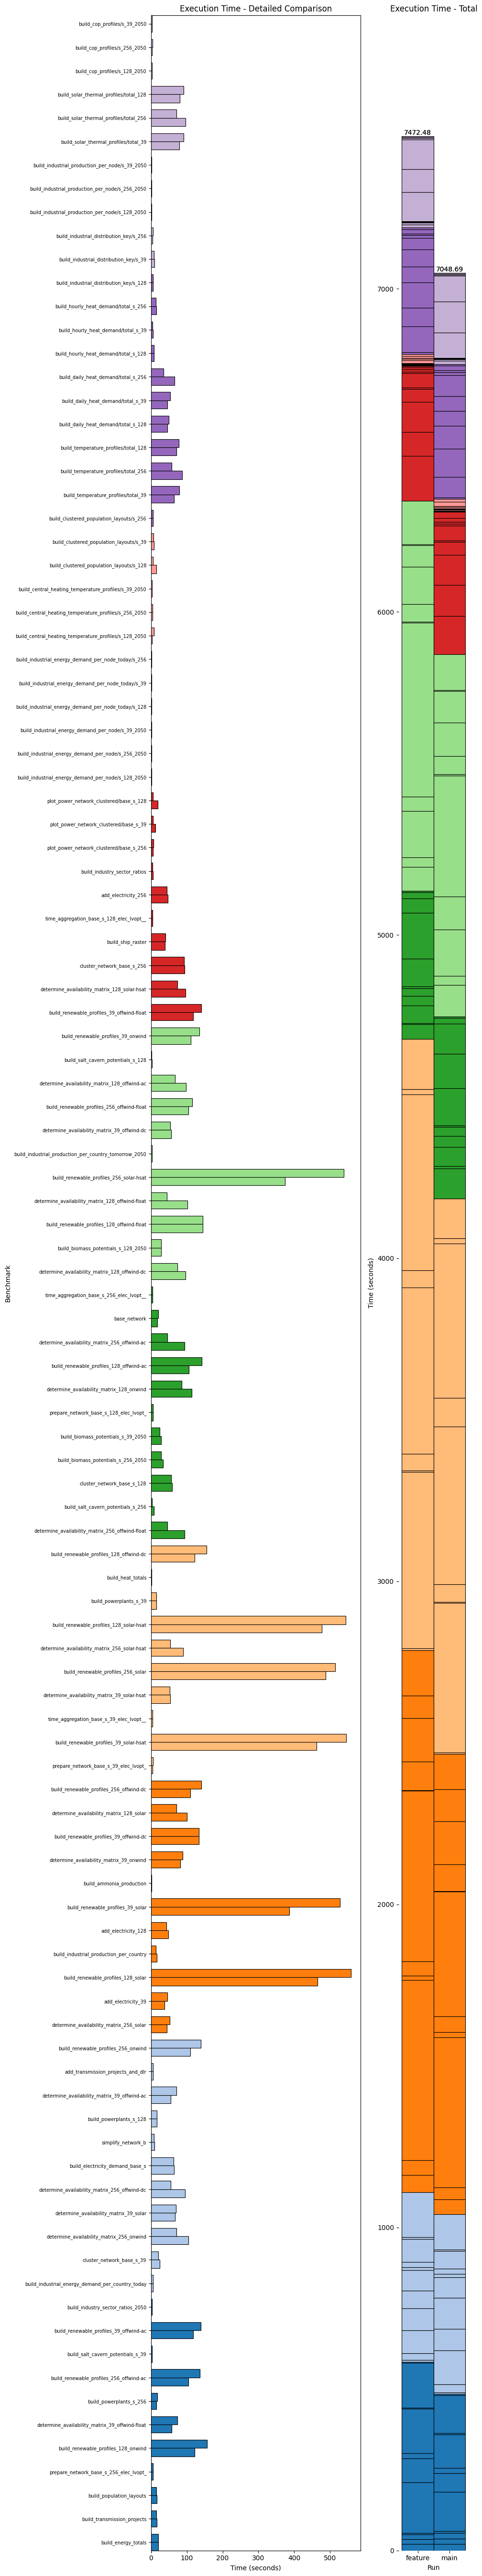 Execution Time - Detailed Comparison
build_cop_profiles/s_39_2050
build_cop_profiles/s_256_2050
build_cop_profiles/s_128_2050
build_solar_thermal_profiles/total_128
build_solar_thermal_profiles/total_256
build_solar_thermal_profiles/total_39
build_industrial_production_per_node/s_39_2050
build_industrial_production_per_node/s_256_2050
build_industrial_production_per_node/s_128_2050
build_industrial_distribution_key/s_256
build_industrial_distribution_key/s_39
build_industrial_distribution_key/s_128
build_hourly_heat_demand/total_s_256
build_hourly_heat_demand/total_s_39
build_hourly_heat_demand/total_s_128
build_daily_heat_demand/total_s_256
build_daily_heat_demand/total_s_39
build_daily_heat_demand/total_s_128
build_temperature_profiles/total_128
build_temperature_profiles/total_256
build_temperature_profiles/total_39
build_clustered_population_layouts/s_256
build_clustered_population_layouts/s_39
build_clustered_population_layouts/s_128
build_central_heating_temperature_profiles/s_39_2050
build_central_heating_temperature_profiles/s_256_2050
build_central_heating_temperature_profiles/s_128_2050
build_industrial_energy_demand_per_node_today/s_256
build_industrial_energy_demand_per_node_today/s_39
build_industrial_energy_demand_per_node_today/s_128
build_industrial_energy_demand_per_node/s_39_2050
build_industrial_energy_demand_per_node/s_256_2050
build_industrial_energy_demand_per_node/s_128_2050
plot_power_network_clustered/base_s_128
plot_power_network_clustered/base_s_39
plot_power_network_clustered/base_s_256
build_industry_sector_ratios
add_electricity_256
time_aggregation_base_s_128_elec_lvopt__
build_ship_raster
cluster_network_base_s_256
determine_availability_matrix_128_solar-hsat
build_renewable_profiles_39_offwind-float
build_renewable_profiles_39_onwind
build_salt_cavern_potentials_s_128
determine_availability_matrix_128_offwind-ac
build_renewable_profiles_256_offwind-float
determine_availability_matrix_39_offwind-dc
build_industrial_production_per_country_tomorrow_2050
build_renewable_profiles_256_solar-hsat
determine_availability_matrix_128_offwind-float
build_renewable_profiles_128_offwind-float
build_biomass_potentials_s_128_2050
determine_availability_matrix_128_offwind-dc
time_aggregation_base_s_256_elec_lvopt__
base_network
determine_availability_matrix_256_offwind-ac
build_renewable_profiles_128_offwind-ac
determine_availability_matrix_128_onwind
prepare_network_base_s_128_elec_lvopt_
build_biomass_potentials_s_39_2050
build_biomass_potentials_s_256_2050
cluster_network_base_s_128
build_salt_cavern_potentials_s_256
determine_availability_matrix_256_offwind-float
build_renewable_profiles_128_offwind-dc
build_heat_totals
build_powerplants_s_39
build_renewable_profiles_128_solar-hsat
determine_availability_matrix_256_solar-hsat
build_renewable_profiles_256_solar
determine_availability_matrix_39_solar-hsat
time_aggregation_base_s_39_elec_lvopt__
build_renewable_profiles_39_solar-hsat
prepare_network_base_s_39_elec_lvopt_
build_renewable_profiles_256_offwind-dc
determine_availability_matrix_128_solar
build_renewable_profiles_39_offwind-dc
determine_availability_matrix_39_onwind
build_ammonia_production
build_renewable_profiles_39_solar
add_electricity_128
build_industrial_production_per_country
build_renewable_profiles_128_solar
add_electricity_39
determine_availability_matrix_256_solar
build_renewable_profiles_256_onwind
add_transmission_projects_and_dlr
determine_availability_matrix_39_offwind-ac
build_powerplants_s_128
simplify_network_b
build_electricity_demand_base_s
determine_availability_matrix_256_offwind-dc
determine_availability_matrix_39_solar
determine_availability_matrix_256_onwind
cluster_network_base_s_39
build_industrial_energy_demand_per_country_today
build_industry_sector_ratios_2050
build_renewable_profiles_39_offwind-ac
build_salt_cavern_potentials_s_39
build_renewable_profiles_256_offwind-ac
build_powerplants_s_256
determine_availability_matrix_39_offwind-float
build_renewable_profiles_128_onwind
prepare_network_base_s_256_elec_lvopt_
build_population_layouts
build_transmission_projects
build_energy_totals
Benchmark
0 100 200 300 400 500
Time (seconds)
Execution Time - Total
7472.48
7048.69
7000
6000
5000
4000
3000
2000
1000
0
Time (seconds)
feature main
Run